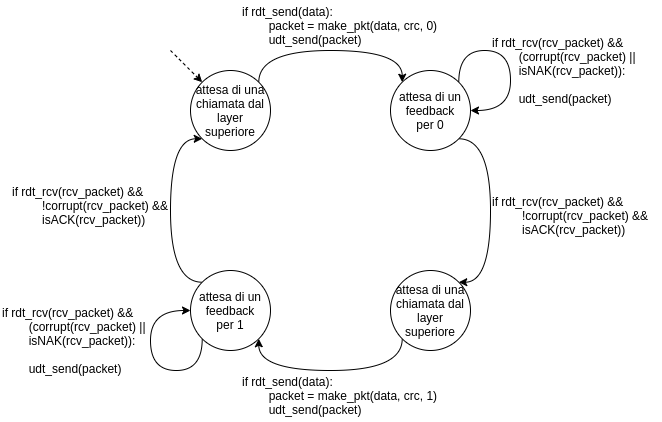 if rdt_send(data):
packet = make_pkt(data, crc, 0)
udt_send(packet)
attesa di una
chiamata dal
layer
superiore
attesa di un
feedback
per 0
if rdt_rcv(rcv_packet) &&
(corrupt(rcv_packet) ||
isNAK(rcv_packet)):
udt_send(packet)
if rdt_rcv(rcv_packet) &&
!corrupt(rcv_packet) &&
isACK(rcv_packet))
if rdt_rcv(rcv_packet) &&
!corrupt(rcv_packet) &&
isACK(rcv_packet))
attesa di un
feedback
per 1
attesa di una
chiamata dal
layer
superiore
if rdt_rcv(rcv_packet) &&
(corrupt(rcv_packet) ||
isNAK(rcv_packet)):
udt_send(packet)
if rdt_send(data):
packet = make_pkt(data, crc, 1)
udt_send(packet)